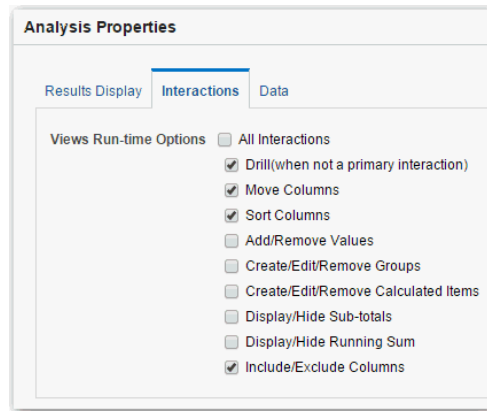 Analysis Properties
Results Display Interactions Data
Views Run-time Options All Interactions
Drill(when not a primary interaction)
Move Columns
Sort Columns
Add/Remove Values
Create/Edit/Remove Groups
Create/Edit/Remove Calculated Items
Display/Hide Sub-totals
Display/Hide Running Sum
Include/Exclude Columns